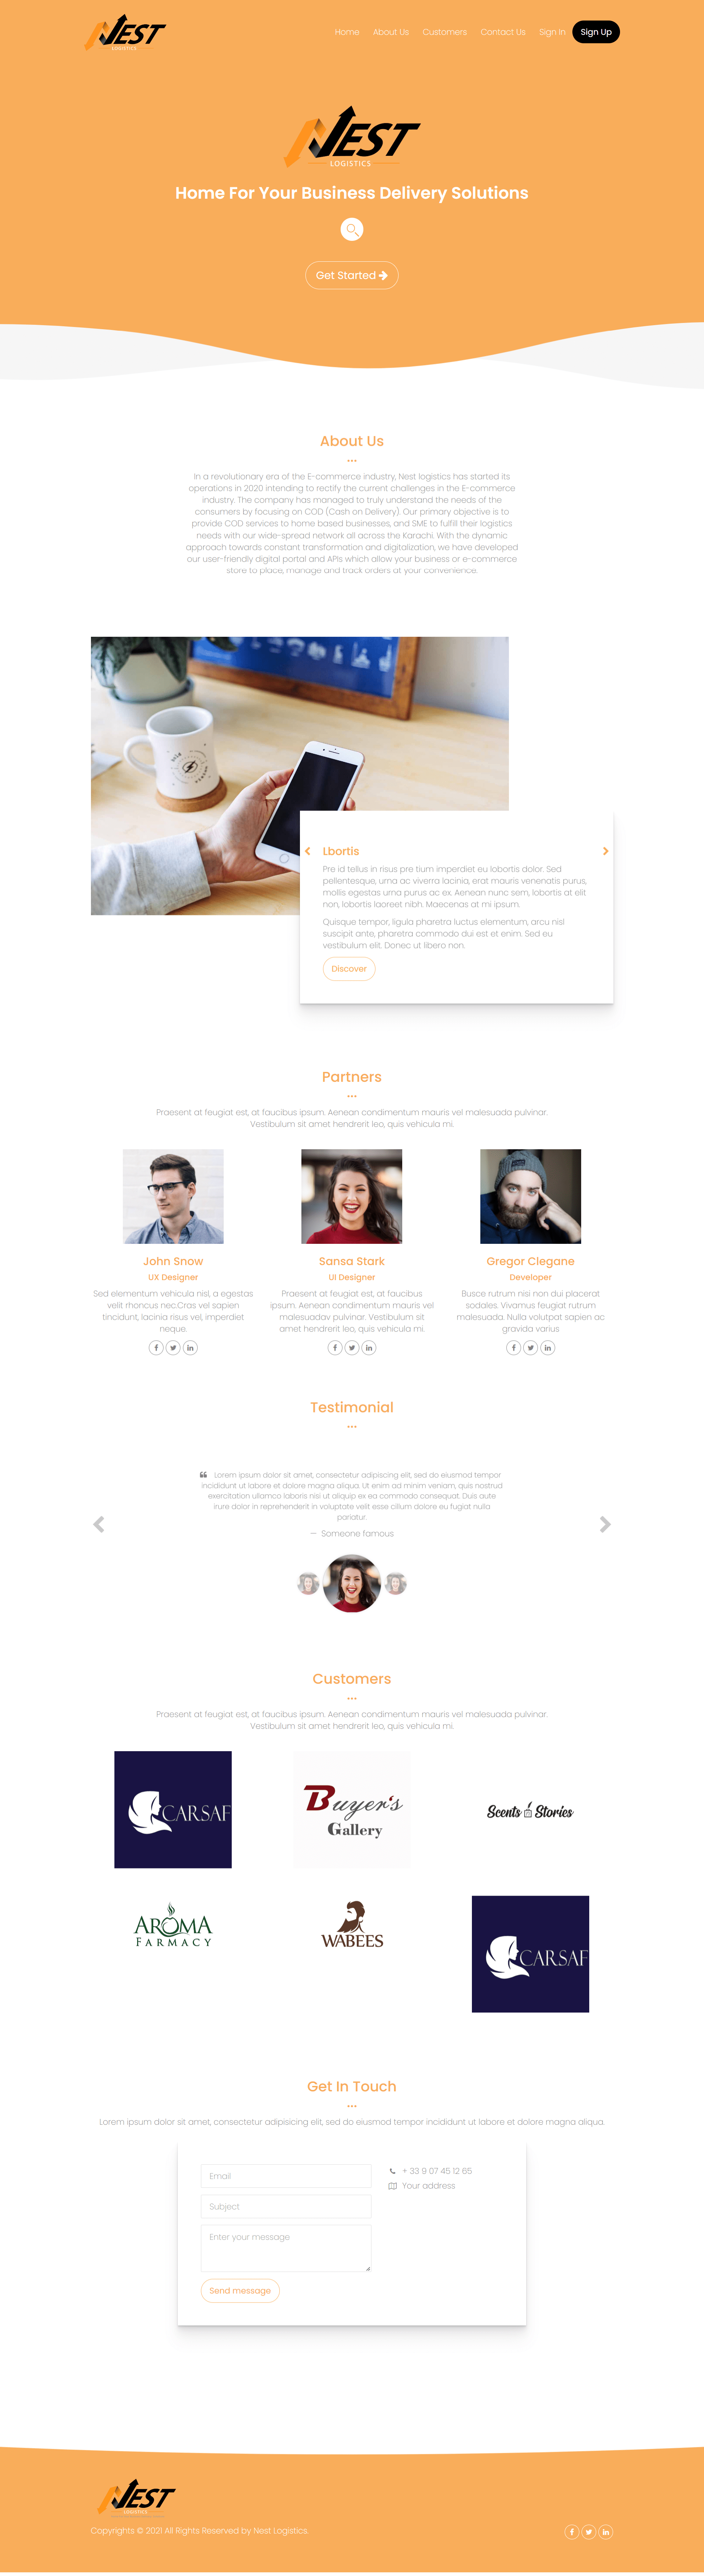 NEST
LOGISTICS
Home About Us Customers Contact Us Sign In Sign Up
NEST
LOGISTICS
Home For Your Business Delivery Solutions
Get Started
About Us
In a revolutionary era of the E-commerce industry, Nest logistics has started its
operations in 2020 intending to rectify the current challenges in the E-commerce
industry. The company has managed to truly understand the needs of the
consumers by focusing on COD (Cash on Delivery). Our primary objective is to
provide COD services to home based businesses, and SME to fulfill their logistics
needs with our wide-spread network all across the Karachi. With the dynamic
approach towards constant transformation and digitalization, we have developed
our user-friendly digital portal and APIs which allow your business or e-commerce
store to place, manage and track orders at your convenience.
Lbortis
Pre id tellus in risus pre tium imperdiet eu lobortis dolor. Sed
pellentesque, urna ac viverra lacinia, erat mauris venenatis purus,
mollis egestas urna purus ac ex. Aenean nunc sem, lobortis at elit
non, lobortis laoreet nibh. Maecenas at mi ipsum.
Quisque tempor, ligula pharetra luctus elementum, arcu nisl
suscipit ante, pharetra commodo dui est et enim. Sed eu
vestibulum elit. Donec ut libero non.
Discover
Partners
Praesent at feugiat est, at faucibus ipsum. Aenean condimentum mauris vel malesuada pulvinar.
Vestibulum sit amet hendrerit leo, quis vehicula mi.
John Snow
UX Designer
Sed elementum vehicula nisl, a egestas
velit rhoncus nec.Cras vel sapien
tincidunt, lacinia risus vel, imperdiet
neque.
Sansa Stark
UI Designer
Praesent at feugiat est, at faucibus
ipsum. Aenean condimentum mauris vel
malesuadav pulvinar. Vestibulum sit
amet hendrerit leo, quis vehicula mi.
Gregor Clegane
Developer
Busce rutrum nisi non dui placerat
sodales. Vivamus feugiat rutrum
malesuada. Nulla volutpat sapien ac
gravida varius
Testimonial
Lorem ipsum dolor sit amet, consectetur adipiscing elit, sed do eiusmod tempor
incididunt ut labore et dolore magna aliqua. Ut enim ad minim veniam, quis nostrud
exercitation ullamco laboris nisi ut aliquip ex ea commodo consequat. Duis aute
irure dolor in reprehenderit in voluptate velit esse cillum dolore eu fugiat nulla
pariatur.
— Someone famous
Customers
Praesent at feugiat est, at faucibus ipsum. Aenean condimentum mauris vel malesuada pulvinar.
Vestibulum sit amet hendrerit leo, quis vehicula mi.
CARSAF
Buyer's
Gallery
Scents Stories
AROMA
FARMACY
WABEES
CARSAF
Get In Touch
Lorem ipsum dolor sit amet, consectetur adipisicing elit, sed do eiusmod tempor incididunt ut labore et dolore magna aliqua.
Email
Subject
Enter your message
Send message
+ 33 9 07 45 12 65
Your address
NEST
LOGISTICS
Copyrights © 2021 All Rights Reserved by Nest Logistics.